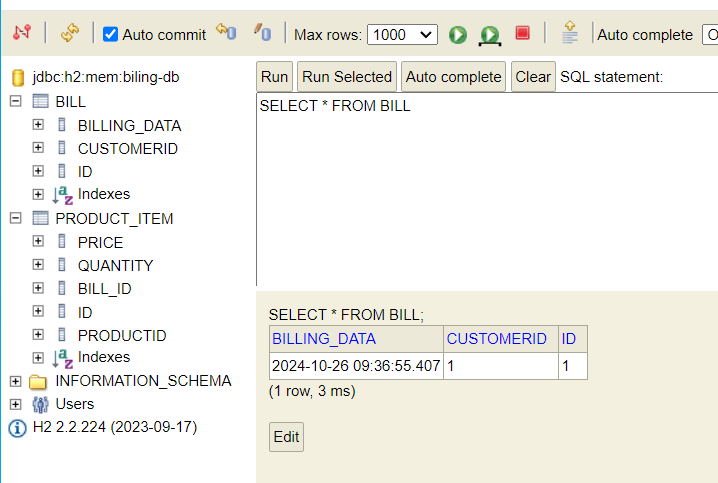 Auto commit Max rows: 1000 Auto complete
jdbc:h2:mem:biling-db
BILL
BILLING_DATA
CUSTOMERID
ID
Indexes
PRODUCT_ITEM
PRICE
QUANTITY
BILL_ID
ID
PRODUCTID
Indexes
INFORMATION_SCHEMA
Users
H2 2.2.224 (2023-09-17)
Run Run Selected Auto complete Clear SQL statement:
SELECT * FROM BILL
SELECT * FROM BILL;
BILLING_DATA CUSTOMERID ID
2024-10-26 09:36:55.407 1 1
(1 row, 3 ms)
Edit